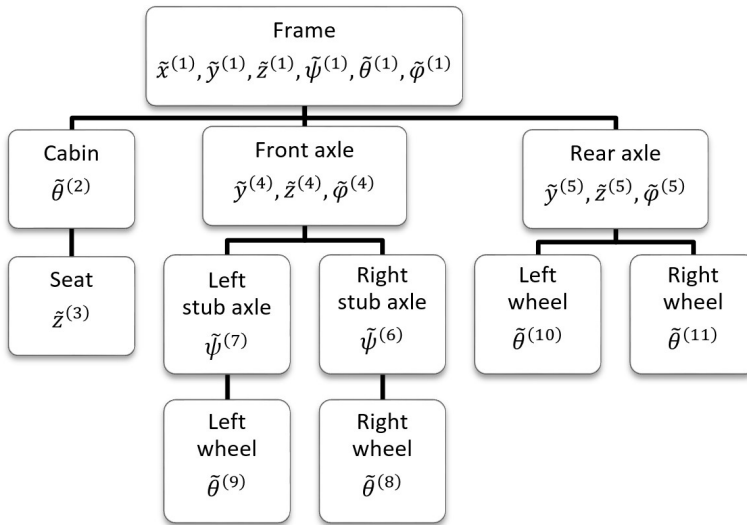 Frame
x̃⁽¹⁾, ỹ⁽¹⁾, z̃⁽¹⁾, ψ̃⁽¹⁾, θ̃⁽¹⁾, φ̃⁽¹⁾
Cabin
θ̃⁽²⁾
Front axle
ỹ⁽⁴⁾, z̃⁽⁴⁾, φ̃⁽⁴⁾
Rear axle
ỹ⁽⁵⁾, z̃⁽⁵⁾, φ̃⁽⁵⁾
Seat
z̃⁽³⁾
Left
stub axle
ψ̃⁽⁷⁾
Right
stub axle
ψ̃⁽⁶⁾
Left
wheel
θ̃⁽¹⁰⁾
Right
wheel
θ̃⁽¹¹⁾
Left
wheel
θ̃⁽⁹⁾
Right
wheel
θ̃⁽⁸⁾